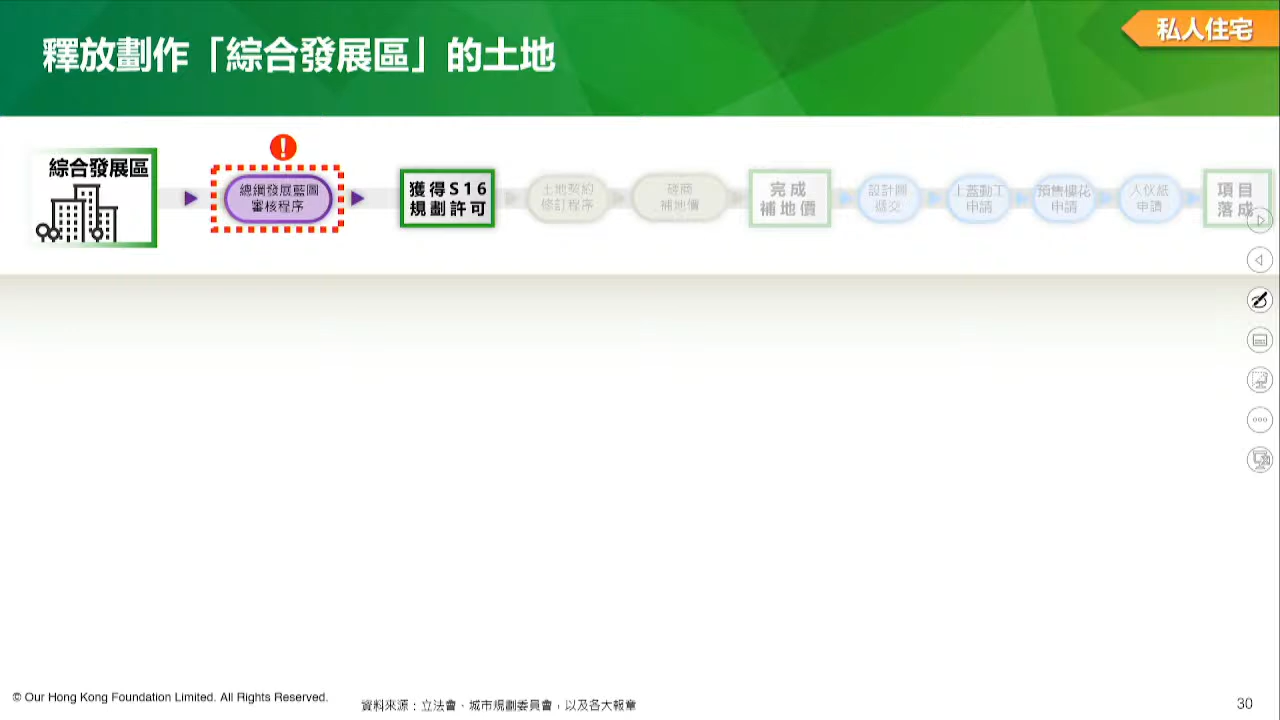 釋放劃作「綜合發展區」的土地
私人住宅
綜合發展區
!
總綱發展藍圖
審核程序
獲得S16
規劃許可
土地契約
修訂程序
磋商
補地價
完成
補地價
設計圖
遞交
上蓋動工
申請
預售樓花
申請
入伙紙
申請
項目
落成
© Our Hong Kong Foundation Limited. All Rights Reserved.
資料來源：立法會、城市規劃委員會，以及各大報章
30